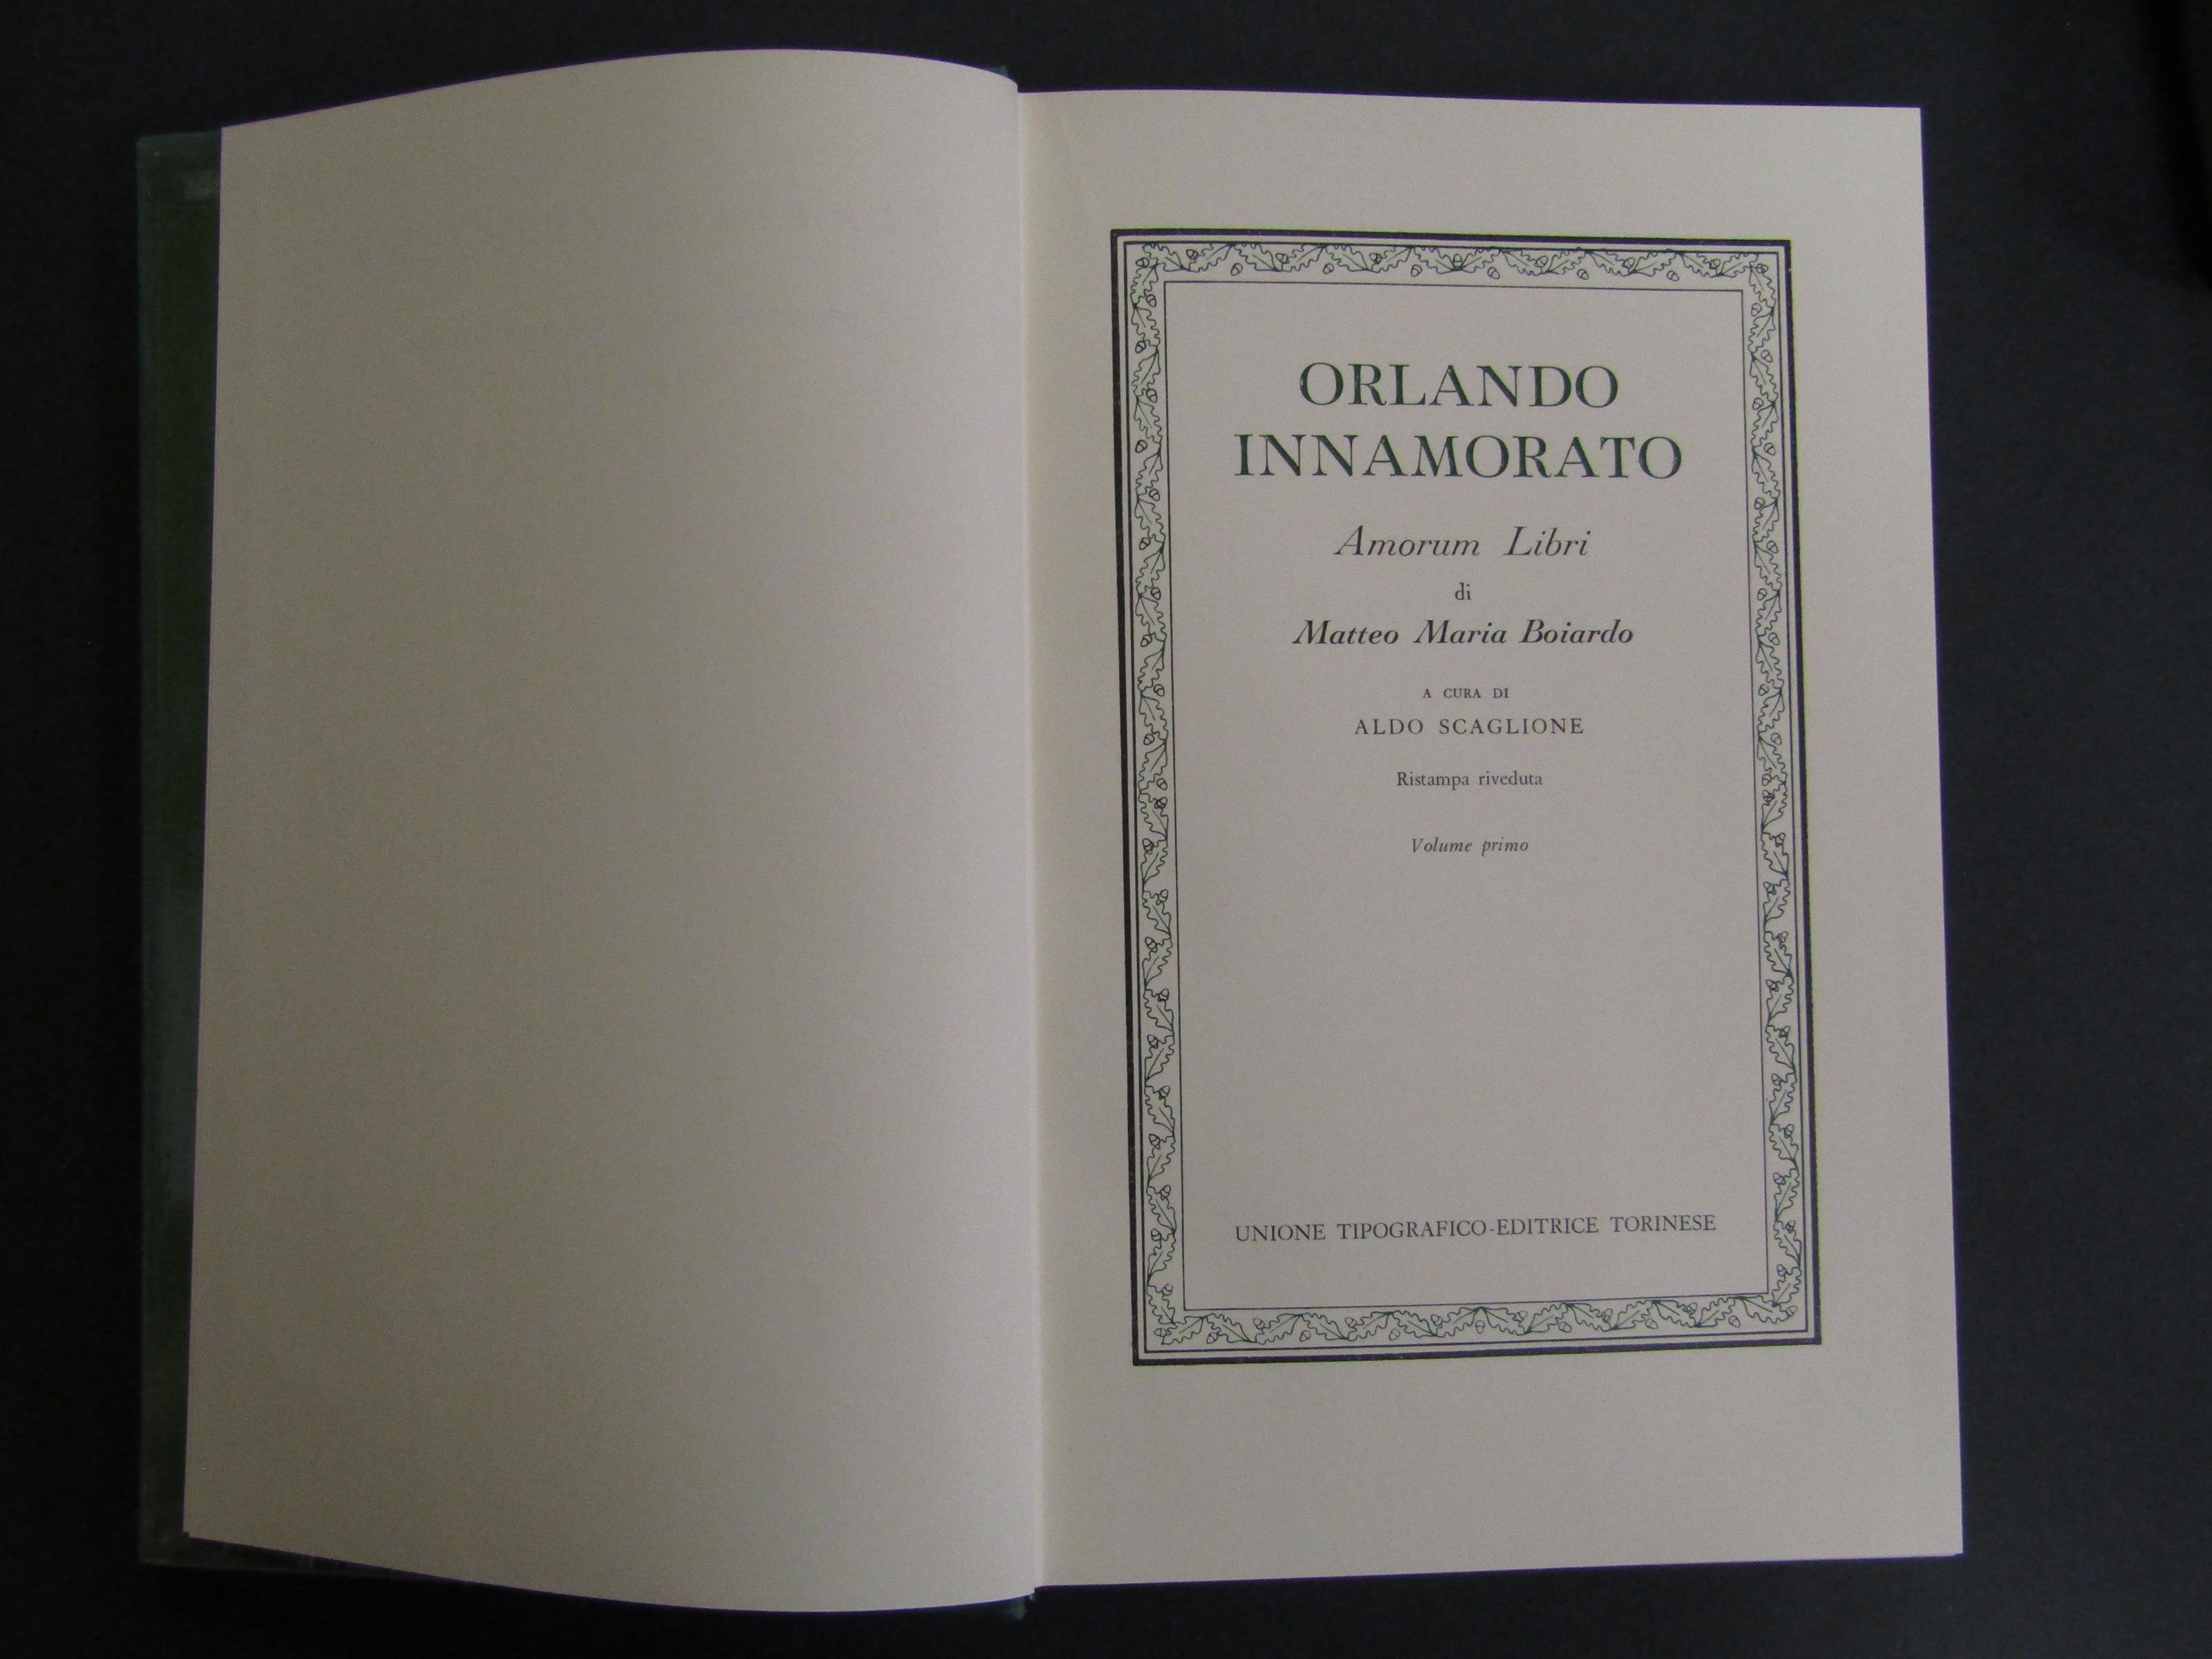 ORLANDO
INNAMORATO
Amorum Libri
di
Matteo Maria Boiardo
A CURA DI
ALDO SCAGLIONE
Ristampa riveduta
Volume primo
UNIONE TIPOGRAFICO-EDITRICE TORINESE